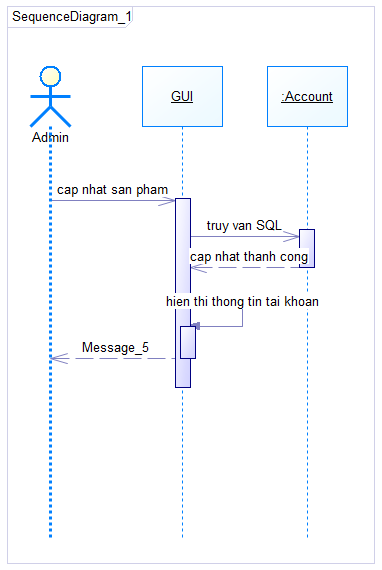 SequenceDiagram_1
Admin
GUI
:Account
cap nhat san pham
truy van SQL
cap nhat thanh cong
hien thi thong tin tai khoan
Message_5